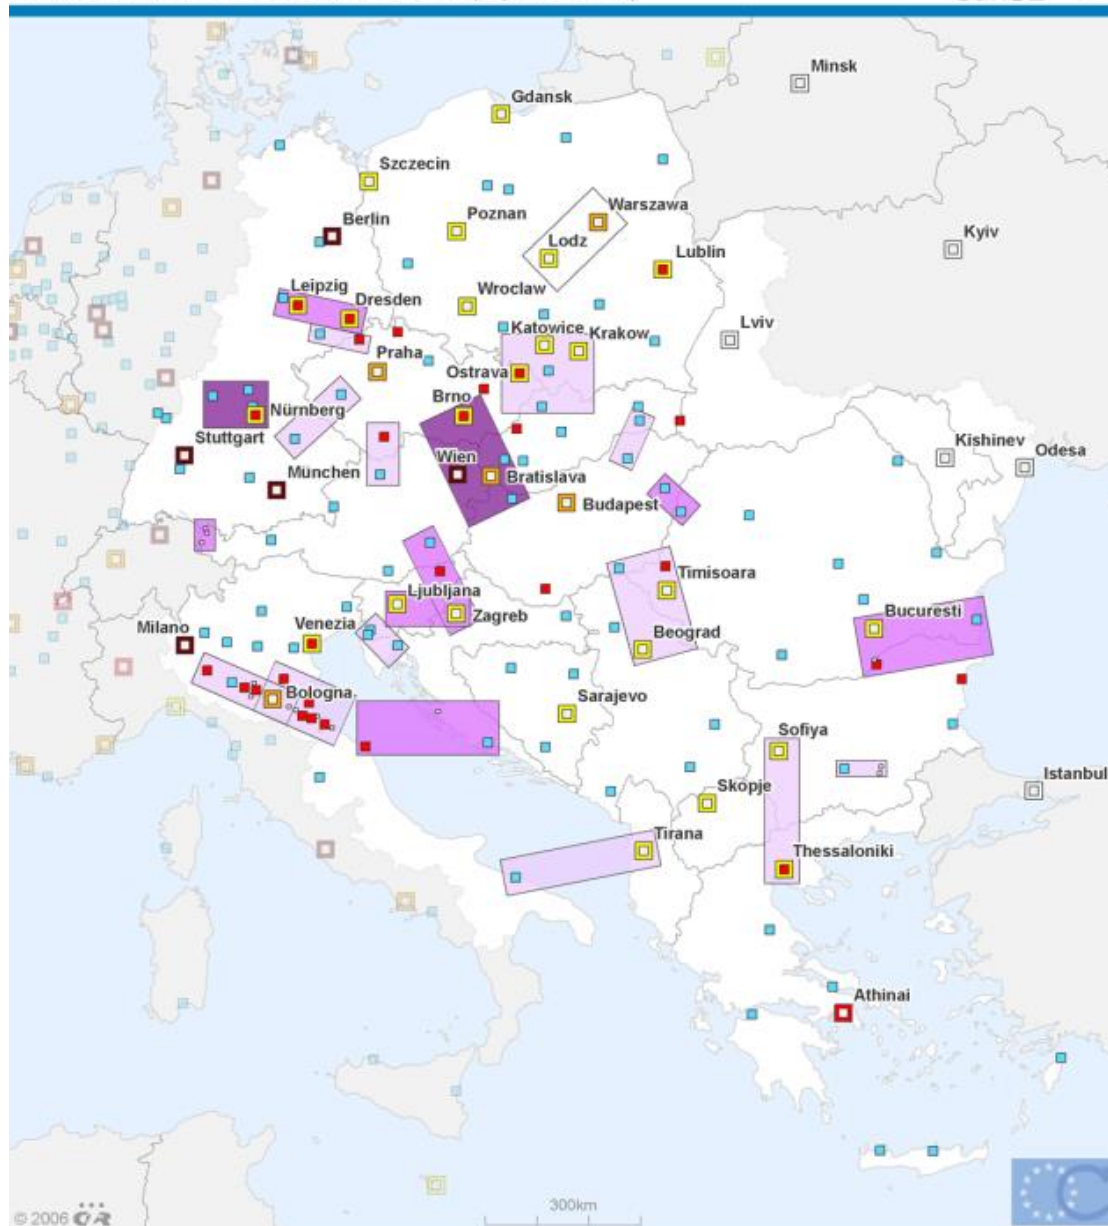 Minsk
Gdansk
Szczecin
Warszawa
Berlin
Poznan
Kyiv
Lodz
Lublin
Leipzig
Dresden
Wroclaw
Lviv
Katowice
Krakow
Praha
Ostrava
Brno
Nürnberg
Stuttgart
Kishinev
Odesa
Wien
München
Bratislava
Budapest
Timisoara
Ljubljana
Bucuresti
Zagreb
Milano
Venezia
Beograd
Bologna
Sarajevo
Sofiya
Istanbul
Skopje
Tirana
Thessaloniki
Athinai
300km
© 2006